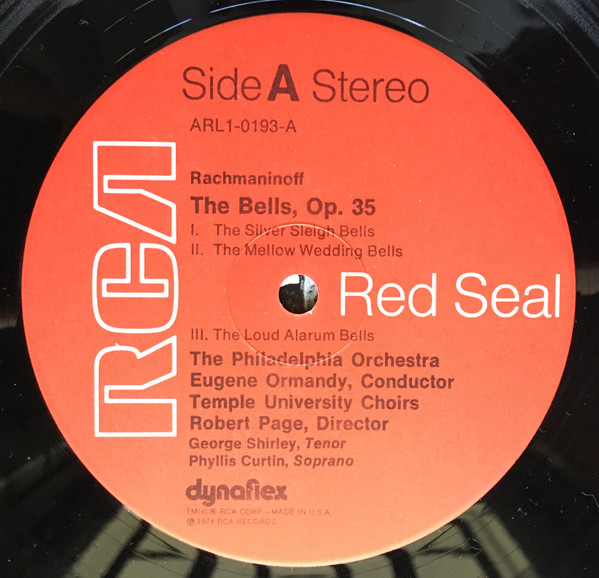 Side A Stereo
ARL1-0193-A
RCA
Rachmaninoff
The Bells, Op. 35
I. The Silver Sleigh Bells
II. The Mellow Wedding Bells
Red Seal
III. The Loud Alarum Bells
The Philadelphia Orchestra
Eugene Ormandy, Conductor
Temple University Choirs
Robert Page, Director
George Shirley, Tenor
Phyllis Curtin, Soprano
dynaflex
TM(s) ® RCA CORP.—MADE IN U.S.A.
℗ 1974 RCA RECORDS